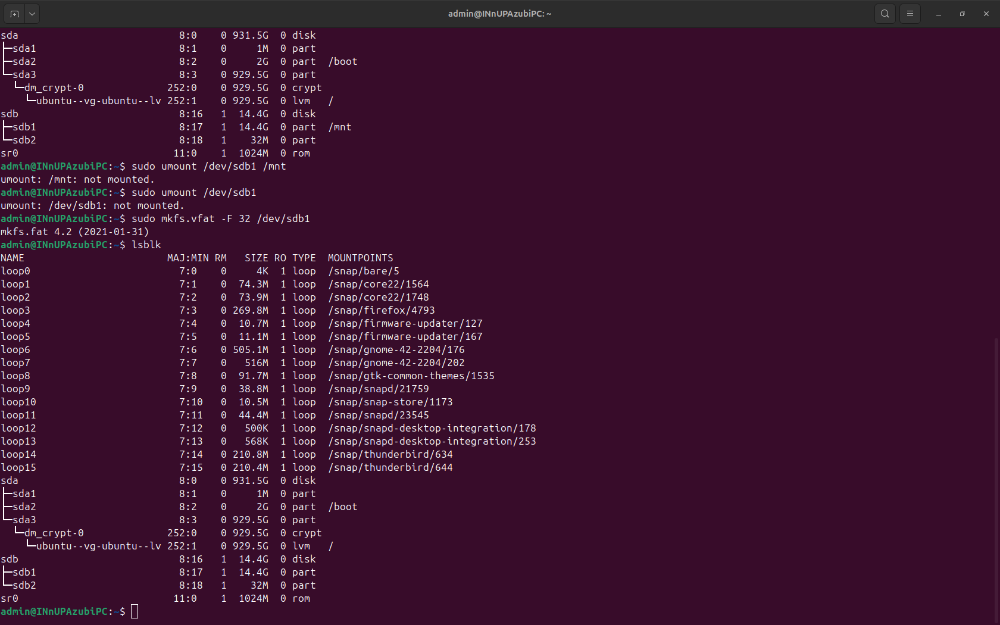 admin@INnUPAzubiPC: ~
sda 8:0 0 931.5G 0 disk
├─sda1 8:1 0 1M 0 part
├─sda2 8:2 0 2G 0 part /boot
└─sda3 8:3 0 929.5G 0 part
└─dm_crypt-0 252:0 0 929.5G 0 crypt
└─ubuntu--vg-ubuntu--lv 252:1 0 929.5G 0 lvm /
sdb 8:16 1 14.4G 0 disk
├─sdb1 8:17 1 14.4G 0 part /mnt
└─sdb2 8:18 1 32M 0 part
sr0 11:0 1 1024M 0 rom
admin@INnUPAzubiPC:~$ sudo umount /dev/sdb1 /mnt
umount: /mnt: not mounted.
admin@INnUPAzubiPC:~$ sudo umount /dev/sdb1
umount: /dev/sdb1: not mounted.
admin@INnUPAzubiPC:~$ sudo mkfs.vfat -F 32 /dev/sdb1
mkfs.fat 4.2 (2021-01-31)
admin@INnUPAzubiPC:~$ lsblk
NAME MAJ:MIN RM SIZE RO TYPE MOUNTPOINTS
loop0 7:0 0 4K 1 loop /snap/bare/5
loop1 7:1 0 74.3M 1 loop /snap/core22/1564
loop2 7:2 0 73.9M 1 loop /snap/core22/1748
loop3 7:3 0 269.8M 1 loop /snap/firefox/4793
loop4 7:4 0 10.7M 1 loop /snap/firmware-updater/127
loop5 7:5 0 11.1M 1 loop /snap/firmware-updater/167
loop6 7:6 0 505.1M 1 loop /snap/gnome-42-2204/176
loop7 7:7 0 516M 1 loop /snap/gnome-42-2204/202
loop8 7:8 0 91.7M 1 loop /snap/gtk-common-themes/1535
loop9 7:9 0 38.8M 1 loop /snap/snapd/21759
loop10 7:10 0 10.5M 1 loop /snap/snap-store/1173
loop11 7:11 0 44.4M 1 loop /snap/snapd/23545
loop12 7:12 0 500K 1 loop /snap/snapd-desktop-integration/178
loop13 7:13 0 568K 1 loop /snap/snapd-desktop-integration/253
loop14 7:14 0 210.8M 1 loop /snap/thunderbird/634
loop15 7:15 0 210.4M 1 loop /snap/thunderbird/644
sda 8:0 0 931.5G 0 disk
├─sda1 8:1 0 1M 0 part
├─sda2 8:2 0 2G 0 part /boot
└─sda3 8:3 0 929.5G 0 part
└─dm_crypt-0 252:0 0 929.5G 0 crypt
└─ubuntu--vg-ubuntu--lv 252:1 0 929.5G 0 lvm /
sdb 8:16 1 14.4G 0 disk
├─sdb1 8:17 1 14.4G 0 part
└─sdb2 8:18 1 32M 0 part
sr0 11:0 1 1024M 0 rom
admin@INnUPAzubiPC:~$